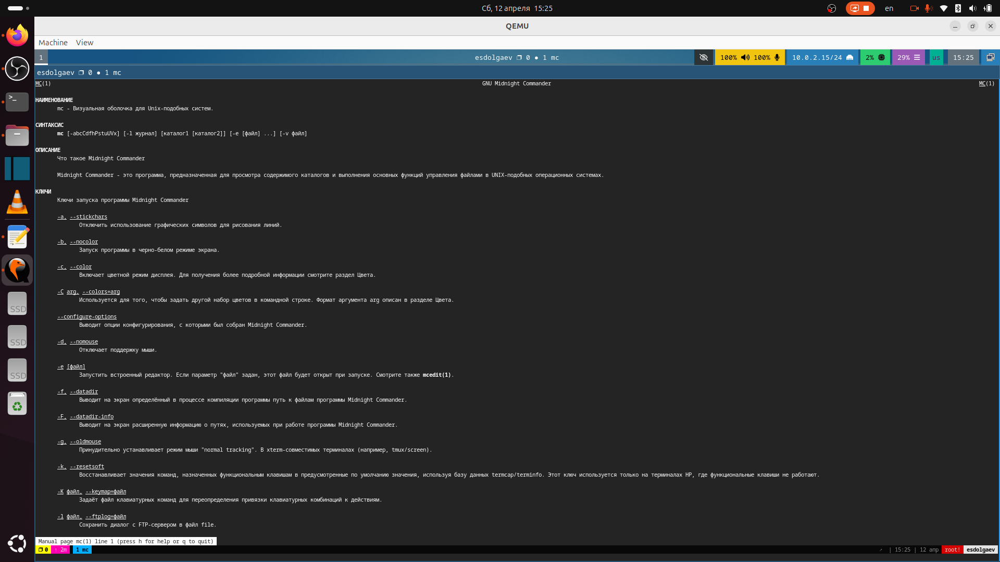 Сб, 12 апреля 15:25
en
QEMU
Machine View
1
esdolgaev 0 ● 1 mc
100% 100% 10.0.2.15/24 2% 29% us 15:25
esdolgaev 0 ● 1 mc
MC(1) GNU Midnight Commander MC(1)
НАИМЕНОВАНИЕ
mc - Визуальная оболочка для Unix-подобных систем.
СИНТАКСИС
mc [-abcCdfhPstuUVx] [-l журнал] [каталог1 [каталог2]] [-e [файл] ...] [-v файл]
ОПИСАНИЕ
Что такое Midnight Commander
Midnight Commander - это программа, предназначенная для просмотра содержимого каталогов и выполнения основных функций управления файлами в UNIX-подобных операционных системах.
КЛЮЧИ
Ключи запуска программы Midnight Commander
-a, --stickchars
Отключить использование графических символов для рисования линий.
-b, --nocolor
Запуск программы в черно-белом режиме экрана.
-c, --color
Включает цветной режим дисплея. Для получения более подробной информации смотрите раздел Цвета.
-C arg, --colors=arg
Используется для того, чтобы задать другой набор цветов в командной строке. Формат аргумента arg описан в разделе Цвета.
--configure-options
Выводит опции конфигурирования, с которыми был собран Midnight Commander.
-d, --nomouse
Отключает поддержку мыши.
-e [файл]
Запустить встроенный редактор. Если параметр "файл" задан, этот файл будет открыт при запуске. Смотрите также mcedit(1).
-f, --datadir
Выводит на экран определённый в процессе компиляции программы путь к файлам программы Midnight Commander.
-F, --datadir-info
Выводит на экран расширенную информацию о путях, используемых при работе программы Midnight Commander.
-g, --oldmouse
Принудительно устанавливает режим мыши "normal tracking". В xterm-совместимых терминалах (например, tmux/screen).
-k, --resetsoft
Восстанавливает значения команд, назначенных функциональным клавишам в предусмотренные по умолчанию значения, используя базу данных termcap/terminfo. Этот ключ используется только на терминалах HP, где функциональные клавиши не работают.
-K файл, --keymap=файл
Задаёт файл клавиатурных команд для переопределения привязки клавиатурных комбинаций к действиям.
-l файл, --ftplog=файл
Сохранить диалог с FTP-сервером в файл file.
Manual page mc(1) line 1 (press h for help or q to quit)
0 ↑ 2m 1 mc
↗ | 15:25 | 12 апр root! esdolgaev
>_
SSD
SSD
SSD